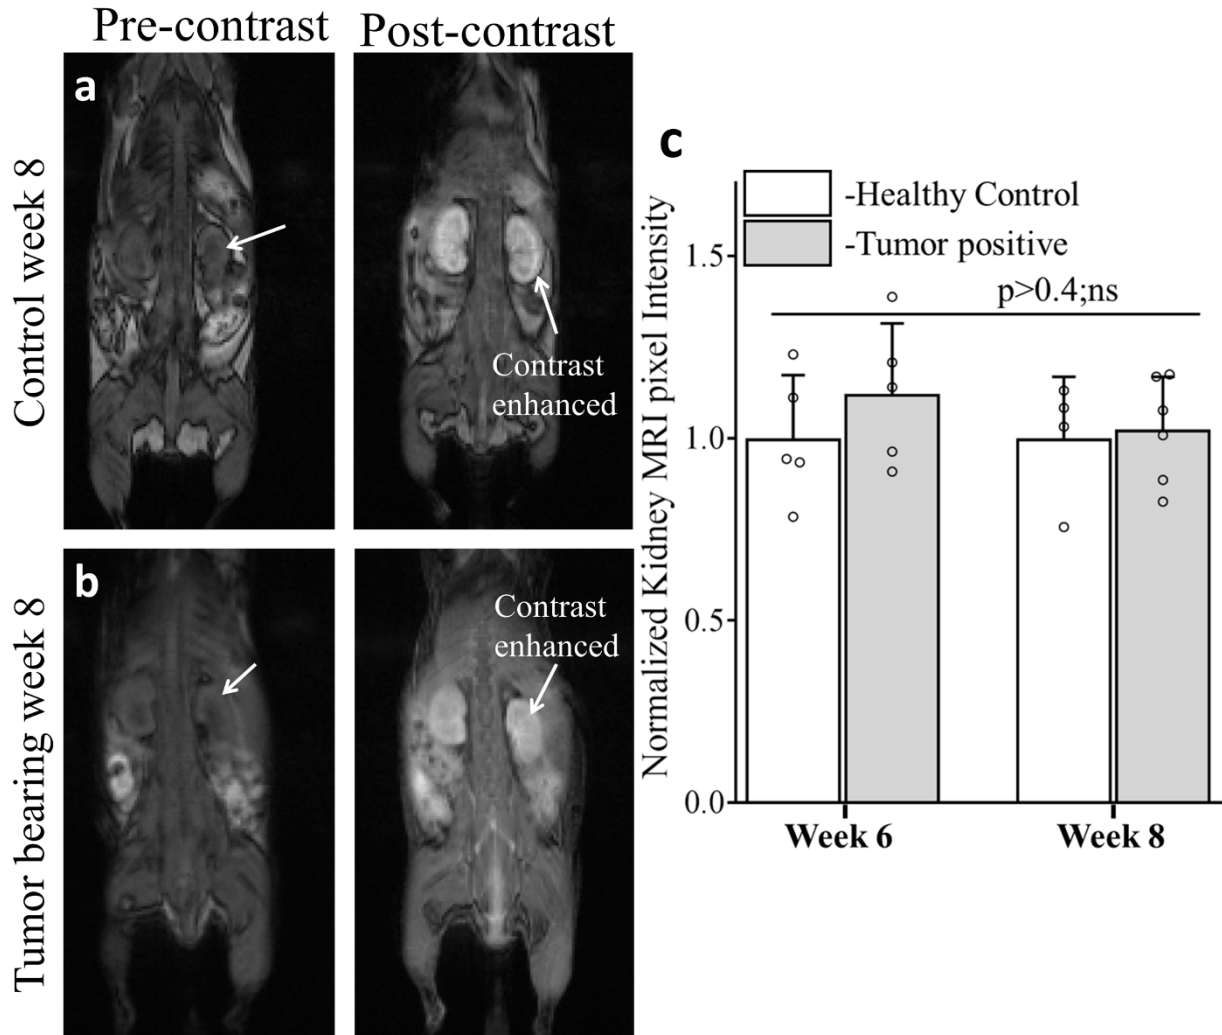 Pre-contrast
Post-contrast
Control week 8
a
Contrast
enhanced
Tumor bearing week 8
b
Contrast
enhanced
c
Normalized Kidney MRI pixel Intensity
-Healthy Control
-Tumor positive
p>0.4;ns
1.5
1.0
0.5
0.0
Week 6
Week 8